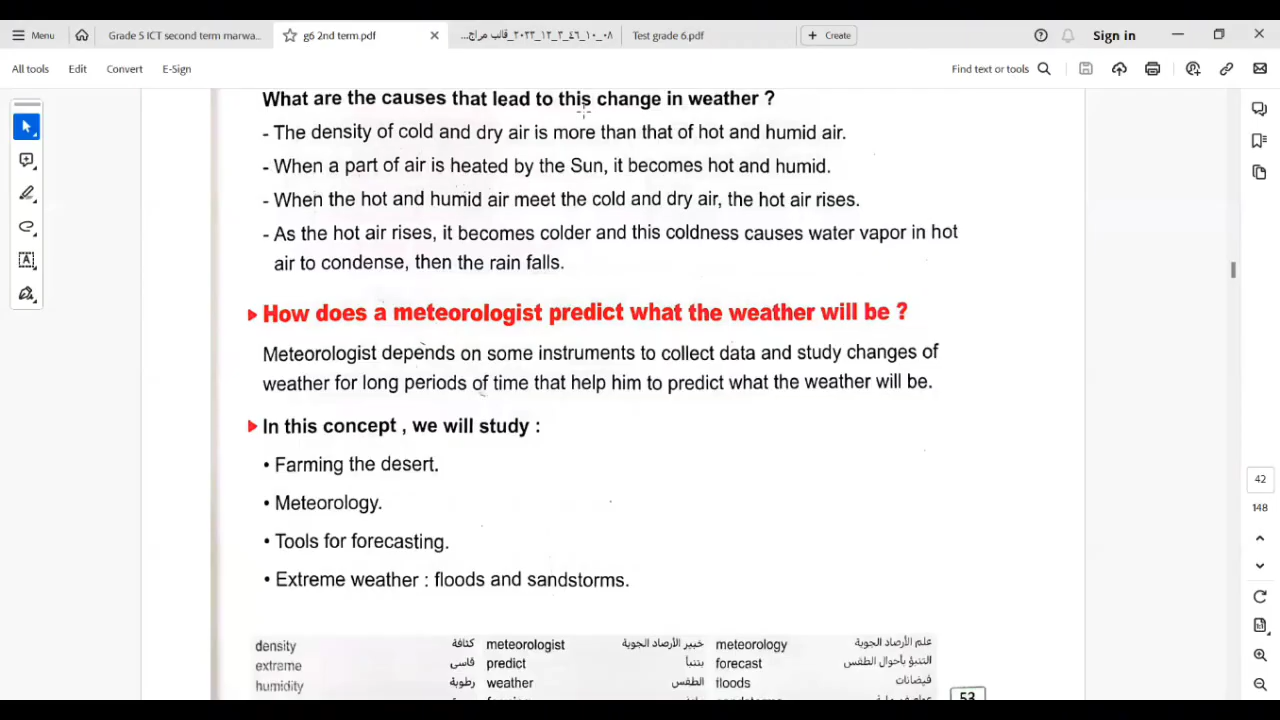 Menu
Grade 5 ICT second term marwa...
g6 2nd term.pdf
Test grade 6.pdf
Create
Sign in
All tools
Edit
Convert
E-Sign
Find text or tools
What are the causes that lead to this change in weather ?
- The density of cold and dry air is more than that of hot and humid air.
- When a part of air is heated by the Sun, it becomes hot and humid.
- When the hot and humid air meet the cold and dry air, the hot air rises.
- As the hot air rises, it becomes colder and this coldness causes water vapor in hot
air to condense, then the rain falls.
How does a meteorologist predict what the weather will be ?
Meteorologist depends on some instruments to collect data and study changes of
weather for long periods of time that help him to predict what the weather will be.
In this concept , we will study :
• Farming the desert.
• Meteorology.
• Tools for forecasting.
• Extreme weather : floods and sandstorms.
42
148
density كثافة meteorologist خبير الأرصاد الجوية meteorology علم الأرصاد الجوية
extreme قاسى predict يتنبأ forecast التنبؤ بأحوال الطقس
humidity رطوبة weather الطقس floods فيضانات
53